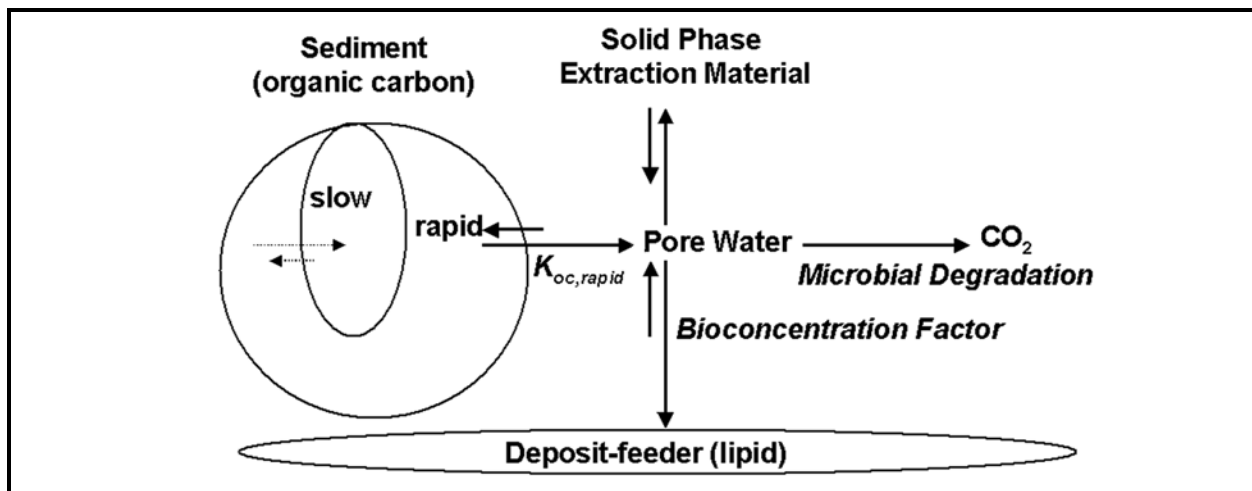 Sediment
(organic carbon)
Solid Phase
Extraction Material
slow
rapid
K_oc,rapid
Pore Water
CO₂
Microbial Degradation
Bioconcentration Factor
Deposit-feeder (lipid)